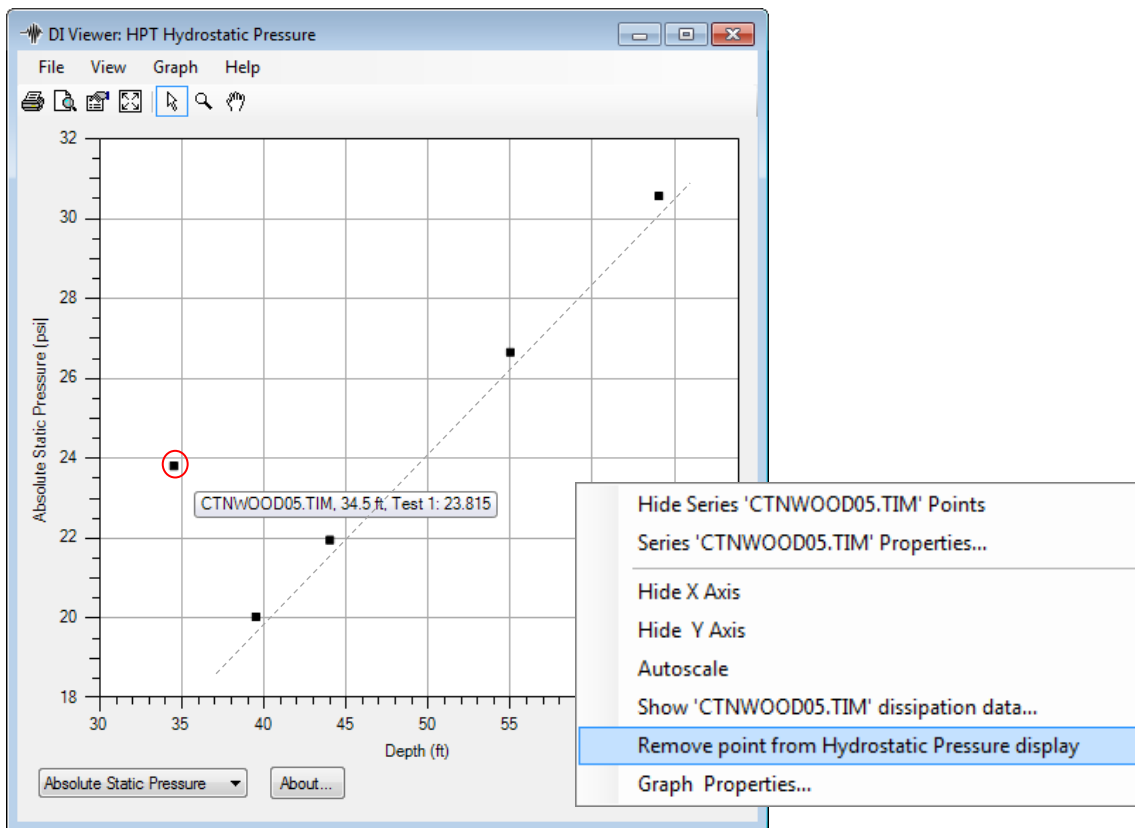 DI Viewer: HPT Hydrostatic Pressure
File View Graph Help
32
30
28
26
24
22
20
18
Absolute Static Pressure [psi]
CTNWOOD05.TIM, 34.5 ft, Test 1: 23.815
30 35 40 45 50 55
Depth (ft)
Absolute Static Pressure
About...
Hide Series 'CTNWOOD05.TIM' Points
Series 'CTNWOOD05.TIM' Properties...
Hide X Axis
Hide Y Axis
Autoscale
Show 'CTNWOOD05.TIM' dissipation data...
Remove point from Hydrostatic Pressure display
Graph Properties...